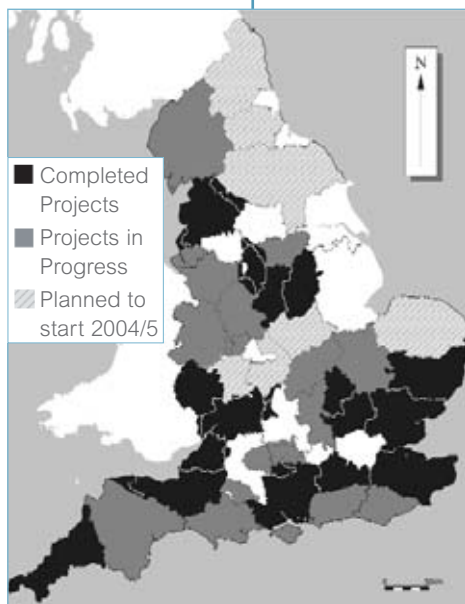 N
Completed
Projects
Projects in
Progress
Planned to
start 2004/5